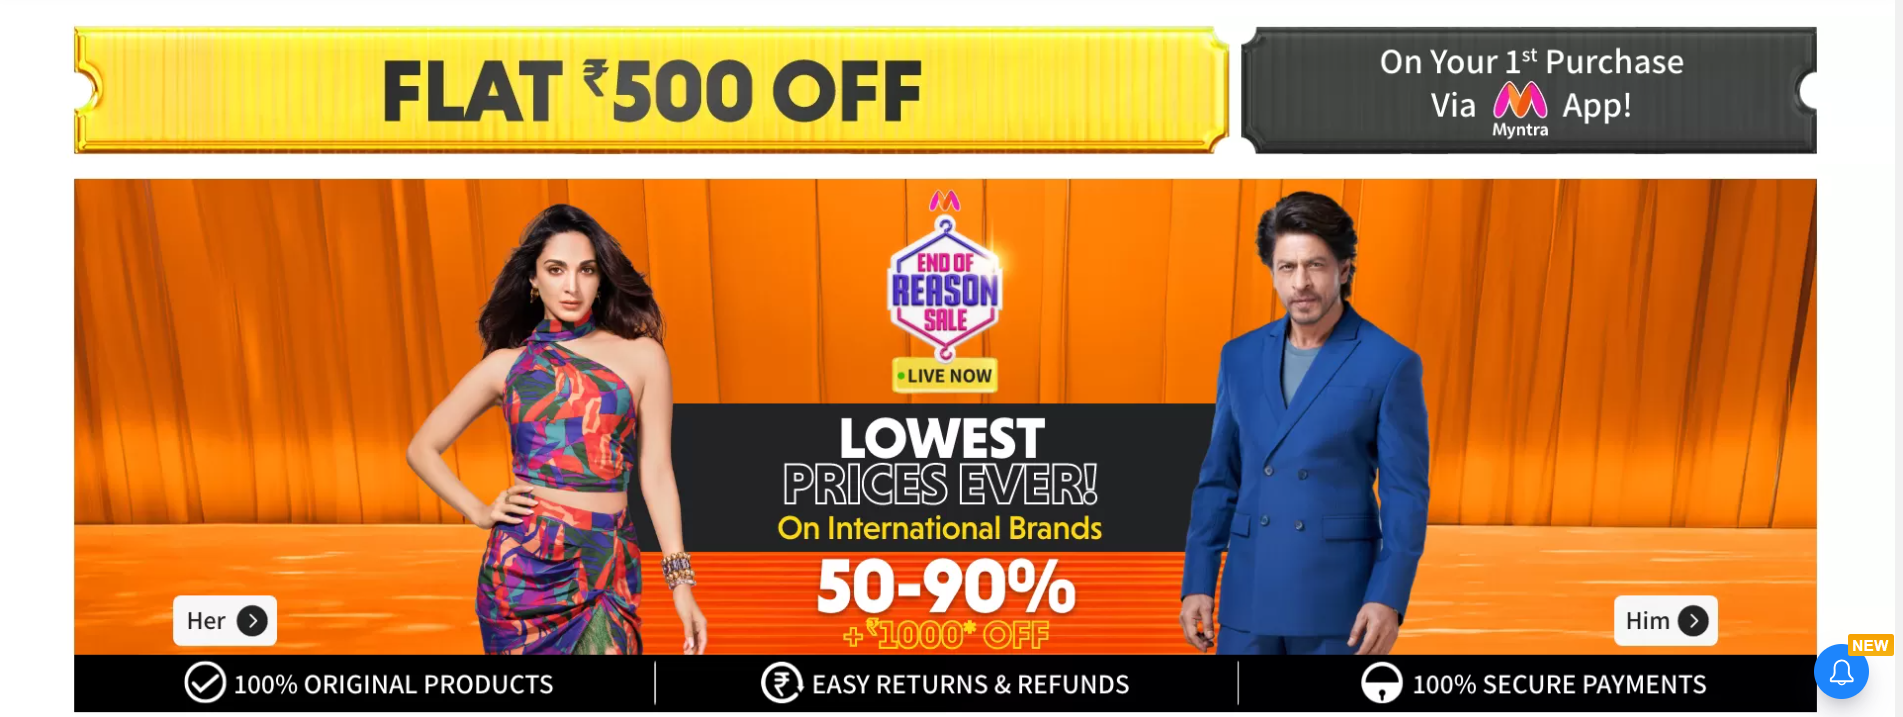 FLAT ₹500 OFF
On Your 1st Purchase
Via Myntra App!
END OF
REASON
SALE
LIVE NOW
LOWEST
PRICES EVER!
On International Brands
50-90%
+₹1000* OFF
Her
Him
NEW
100% ORIGINAL PRODUCTS
EASY RETURNS & REFUNDS
100% SECURE PAYMENTS